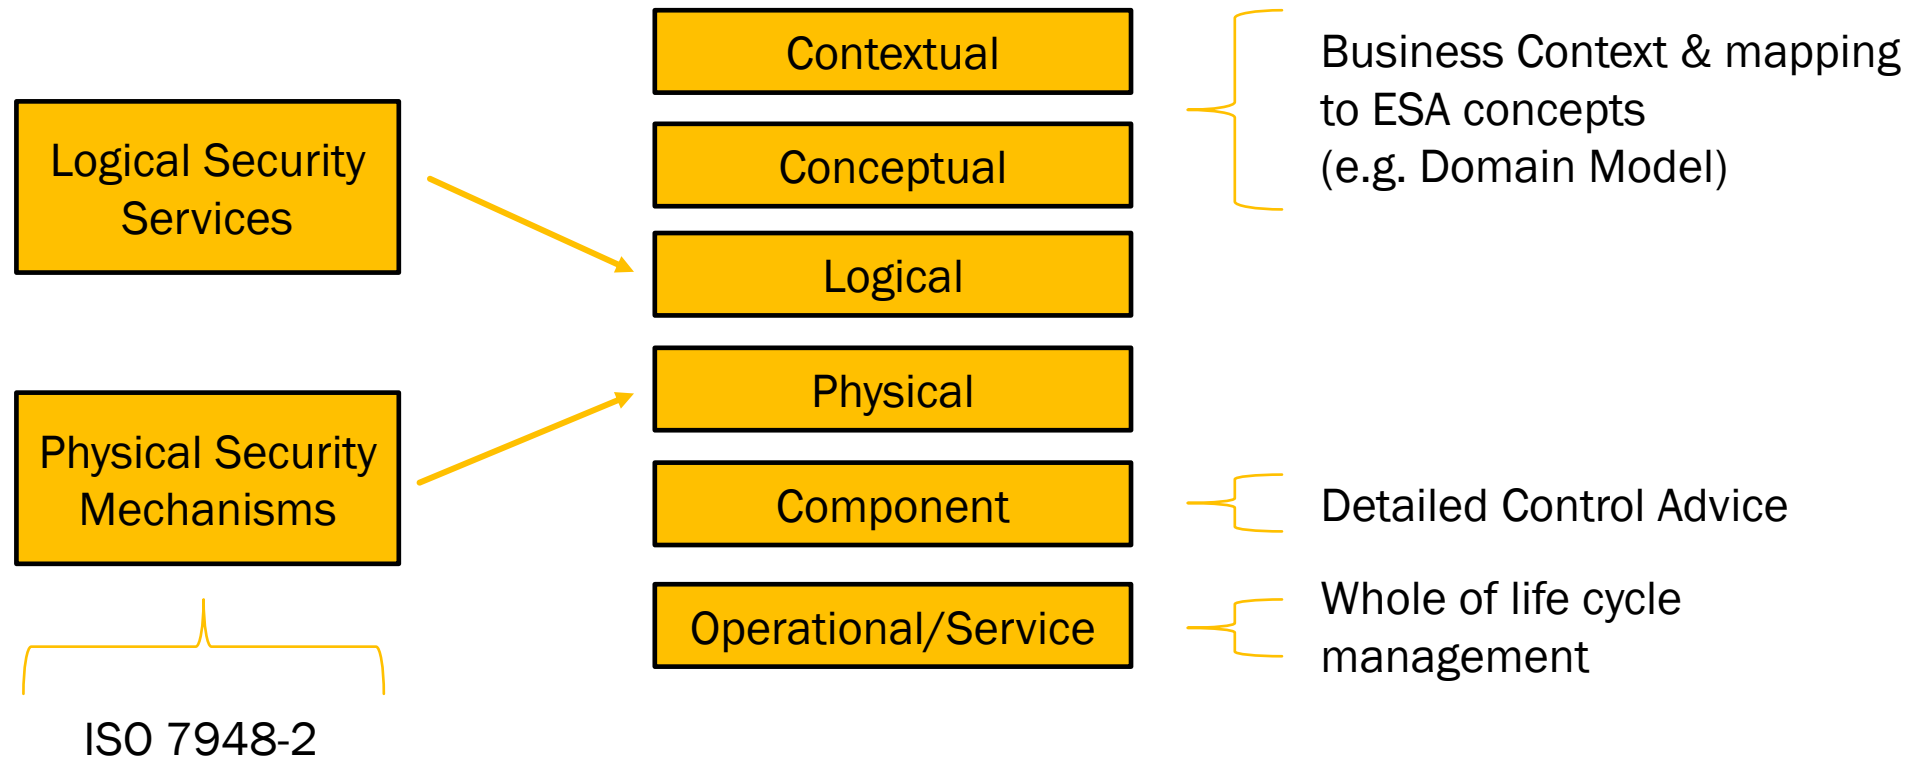 Logical Security
Services
Physical Security
Mechanisms
ISO 7948-2
Contextual
Conceptual
Logical
Physical
Component
Operational/Service
Business Context & mapping
to ESA concepts
(e.g. Domain Model)
Detailed Control Advice
Whole of life cycle
management